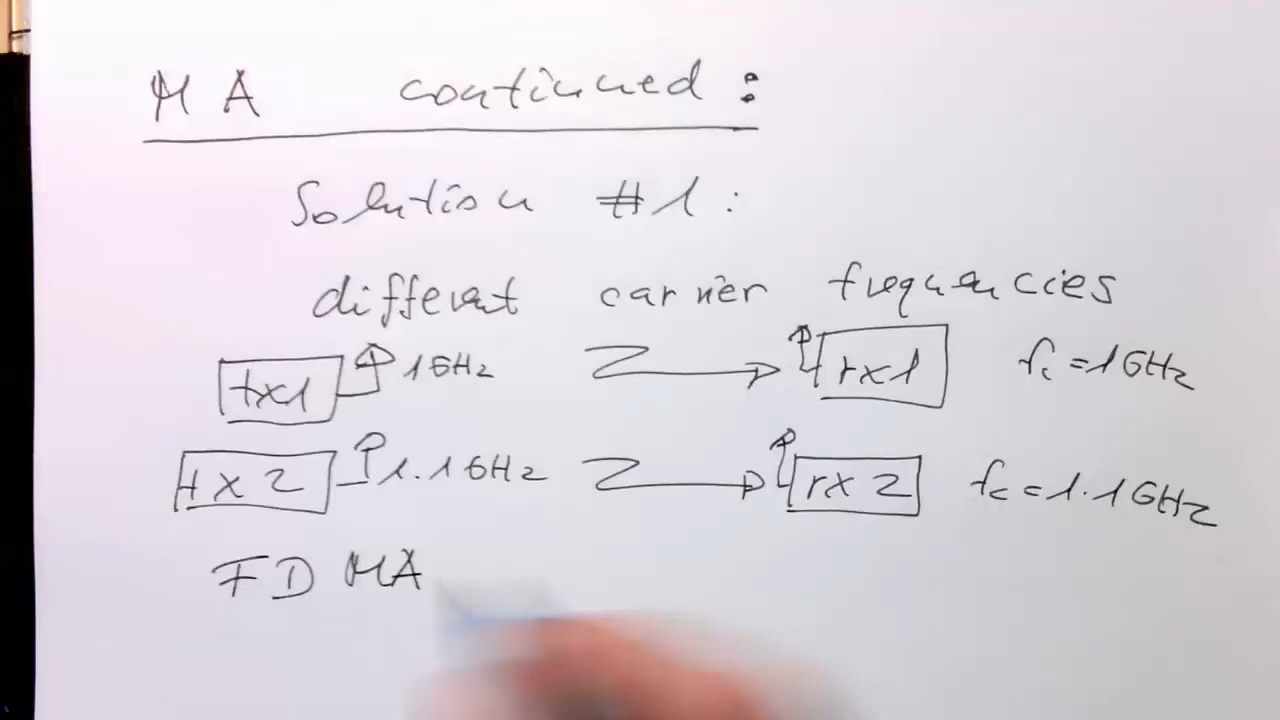 MA continued:
Solution #1:
different carrier frequencies
tx1 1GHz rx1 fc=1GHz
tx2 1.1GHz rx2 fc=1.1GHz
FDMA